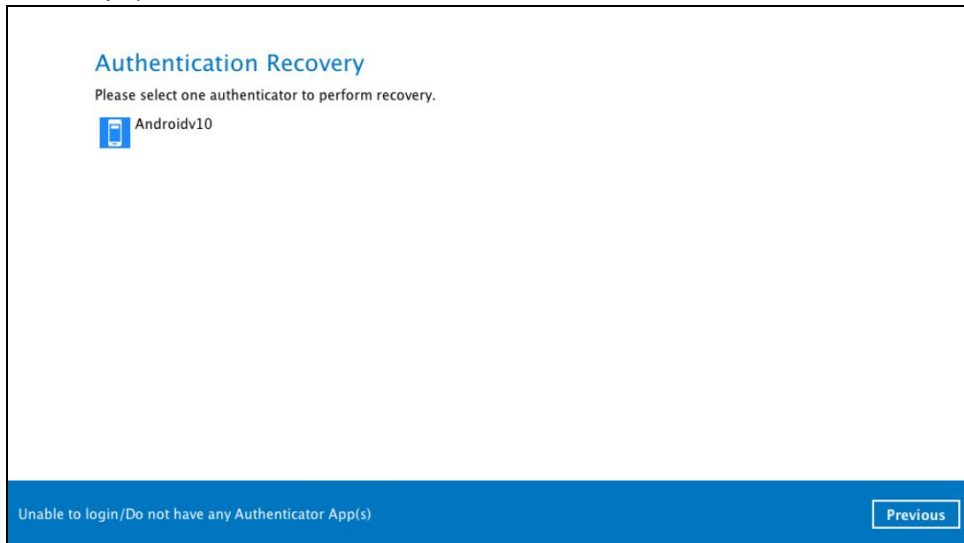 Authentication Recovery
Please select one authenticator to perform recovery.
Androidv10
Unable to login/Do not have any Authenticator App(s)
Previous